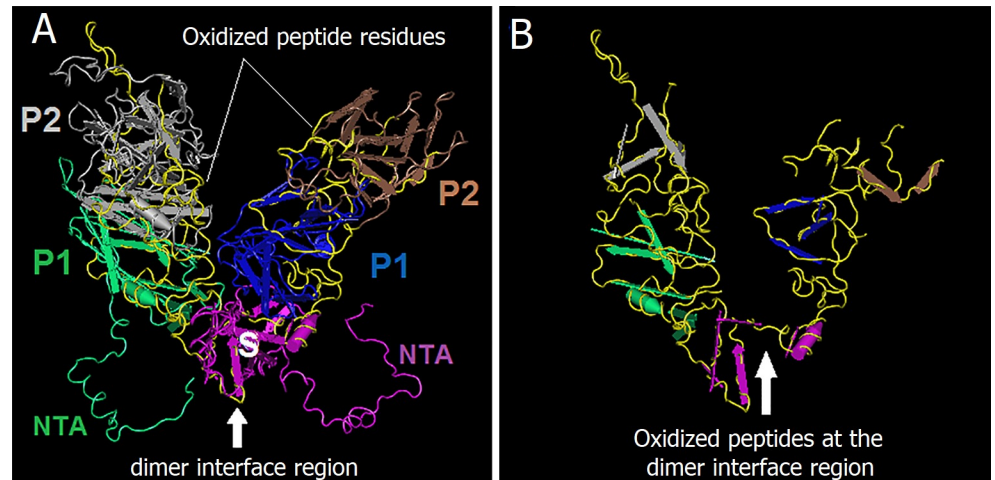 A
Oxidized peptide residues
P2
P2
P1
P1
S
NTA
NTA
dimer interface region
B
Oxidized peptides at the
dimer interface region